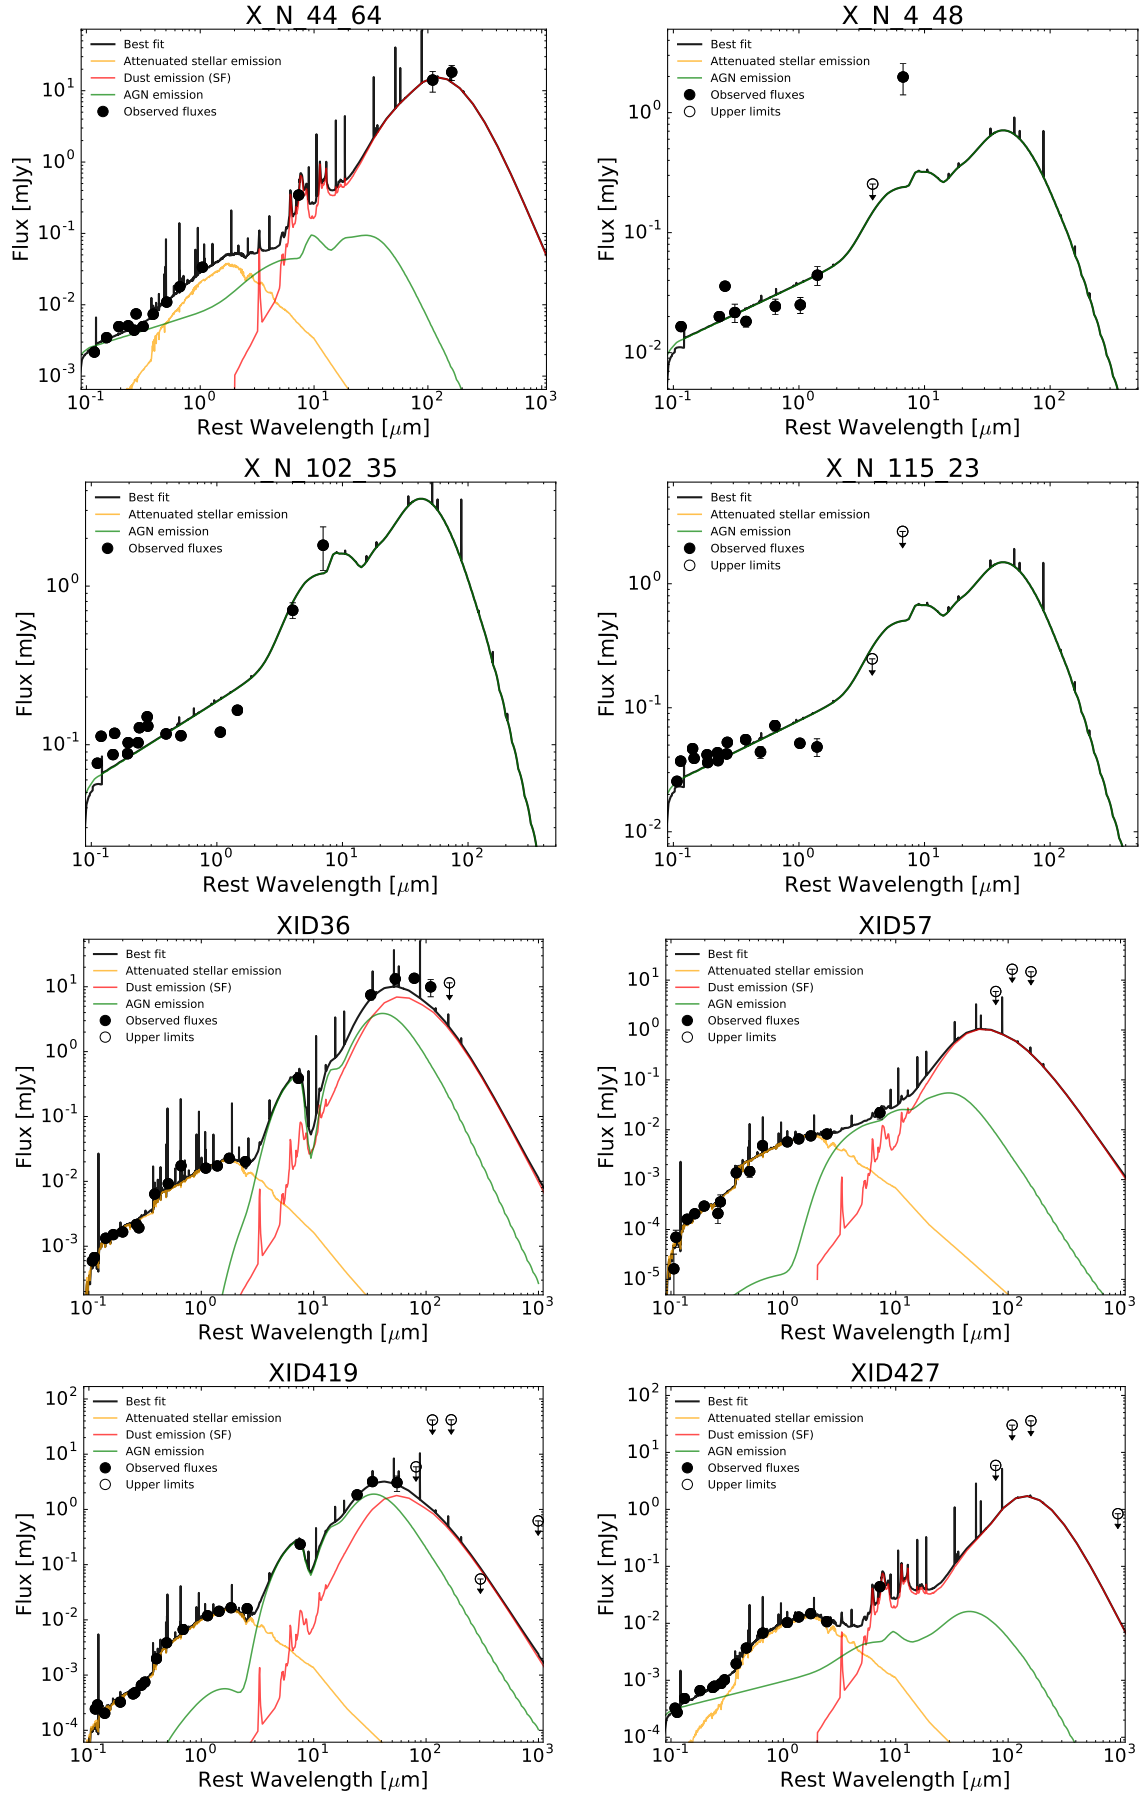 X_N_44_64
Best fit
Attenuated stellar emission
Dust emission (SF)
AGN emission
Observed fluxes
10^1
10^0
10^-1
10^-2
10^-3
Flux [mJy]
10^-1 10^0 10^1 10^2 10^3
Rest Wavelength [μm]
X_N_4_48
Best fit
Attenuated stellar emission
AGN emission
Observed fluxes
Upper limits
10^0
10^-1
10^-2
Flux [mJy]
10^-1 10^0 10^1 10^2
Rest Wavelength [μm]
X_N_102_35
Best fit
Attenuated stellar emission
AGN emission
Observed fluxes
10^0
10^-1
Flux [mJy]
10^-1 10^0 10^1 10^2
Rest Wavelength [μm]
X_N_115_23
Best fit
Attenuated stellar emission
AGN emission
Observed fluxes
Upper limits
10^0
10^-1
10^-2
Flux [mJy]
10^-1 10^0 10^1 10^2
Rest Wavelength [μm]
XID36
Best fit
Attenuated stellar emission
Dust emission (SF)
AGN emission
Observed fluxes
Upper limits
10^1
10^0
10^-1
10^-2
10^-3
Flux [mJy]
10^-1 10^0 10^1 10^2 10^3
Rest Wavelength [μm]
XID57
Best fit
Attenuated stellar emission
Dust emission (SF)
AGN emission
Observed fluxes
Upper limits
10^1
10^0
10^-1
10^-2
10^-3
10^-4
10^-5
Flux [mJy]
10^-1 10^0 10^1 10^2 10^3
Rest Wavelength [μm]
XID419
Best fit
Attenuated stellar emission
Dust emission (SF)
AGN emission
Observed fluxes
Upper limits
10^2
10^1
10^0
10^-1
10^-2
10^-3
10^-4
Flux [mJy]
10^-1 10^0 10^1 10^2 10^3
Rest Wavelength [μm]
XID427
Best fit
Attenuated stellar emission
Dust emission (SF)
AGN emission
Observed fluxes
Upper limits
10^2
10^1
10^0
10^-1
10^-2
10^-3
10^-4
Flux [mJy]
10^-1 10^0 10^1 10^2 10^3
Rest Wavelength [μm]